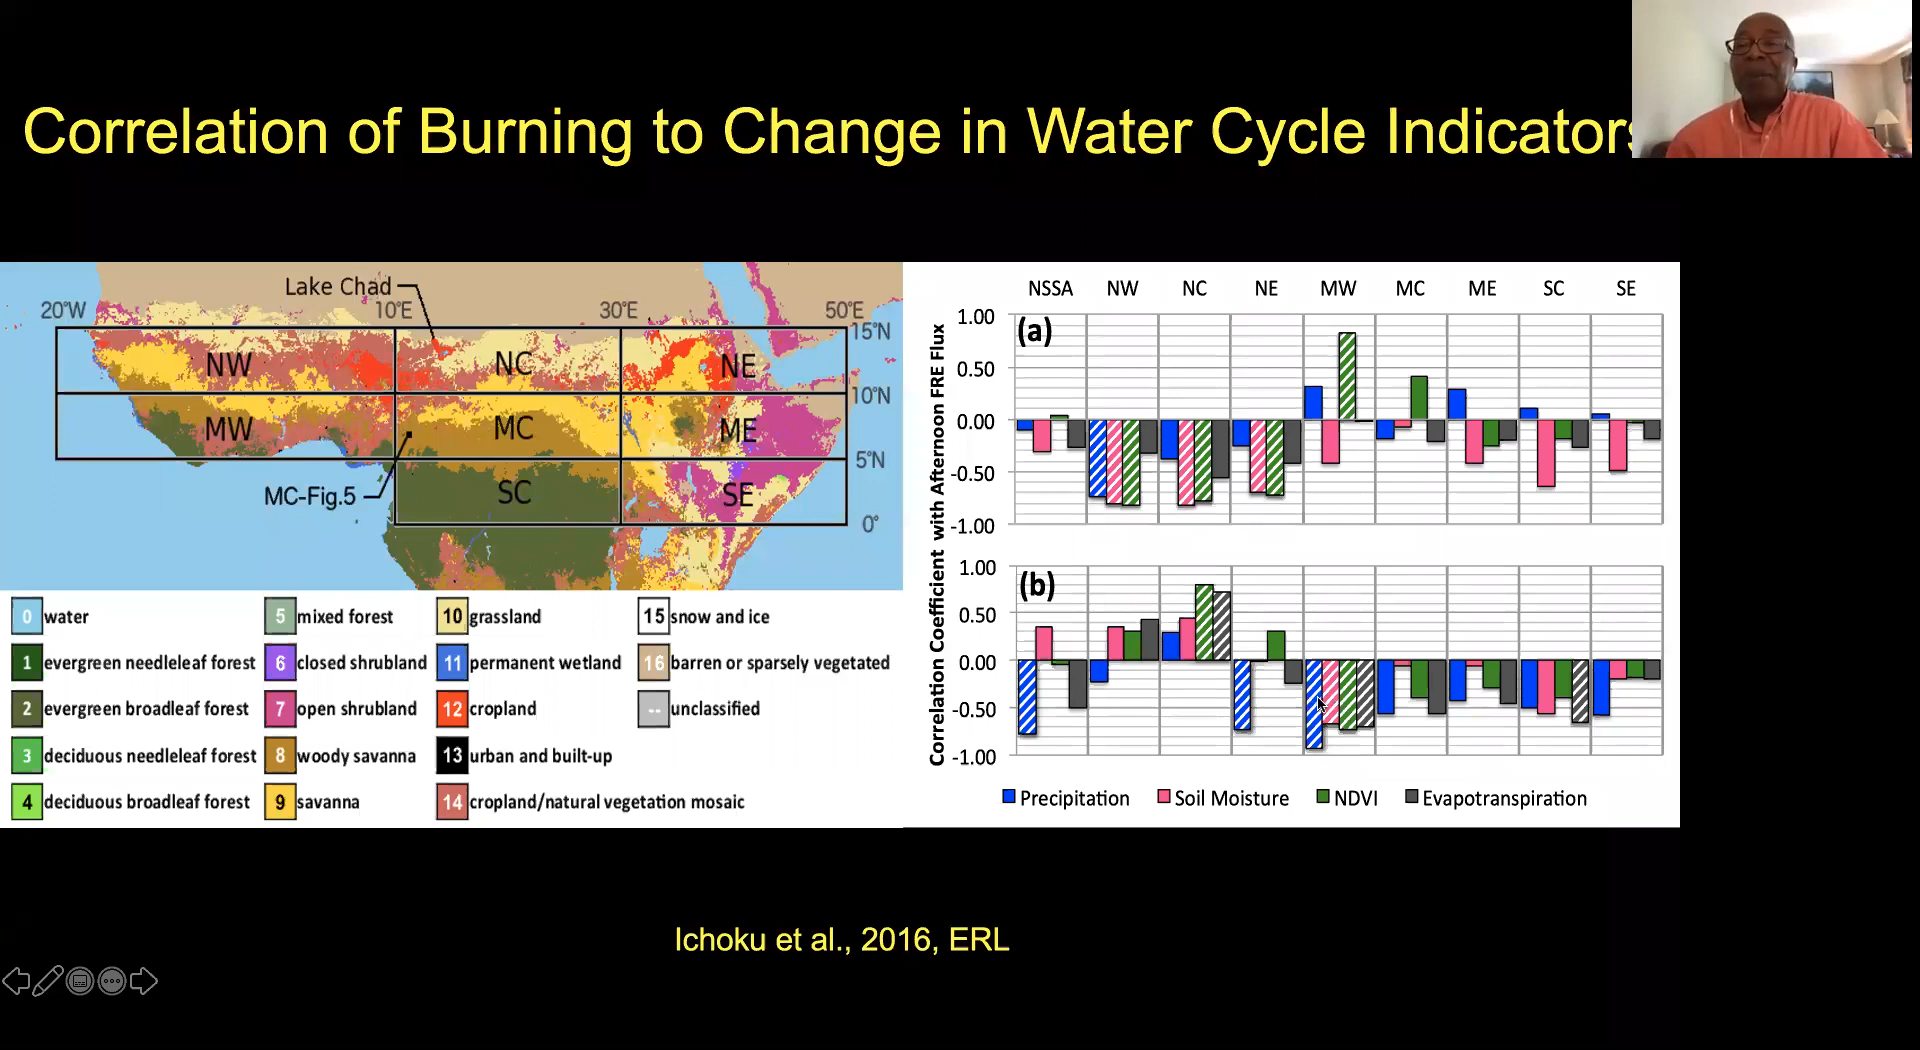 Correlation of Burning to Change in Water Cycle Indicators
Lake Chad
20°W 10°E 30°E 50°E
15°N
NW NC NE
10°N
MW MC ME
5°N
MC-Fig.5
SC SE
0°
0 water
1 evergreen needleleaf forest
2 evergreen broadleaf forest
3 deciduous needleleaf forest
4 deciduous broadleaf forest
5 mixed forest
6 closed shrubland
7 open shrubland
8 woody savanna
9 savanna
10 grassland
11 permanent wetland
12 cropland
13 urban and built-up
14 cropland/natural vegetation mosaic
15 snow and ice
16 barren or sparsely vegetated
-- unclassified
Correlation Coefficient with Afternoon FRE Flux
NSSA NW NC NE MW MC ME SC SE
(a)
1.00
0.50
0.00
-0.50
-1.00
(b)
1.00
0.50
0.00
-0.50
-1.00
Precipitation Soil Moisture NDVI Evapotranspiration
Ichoku et al., 2016, ERL